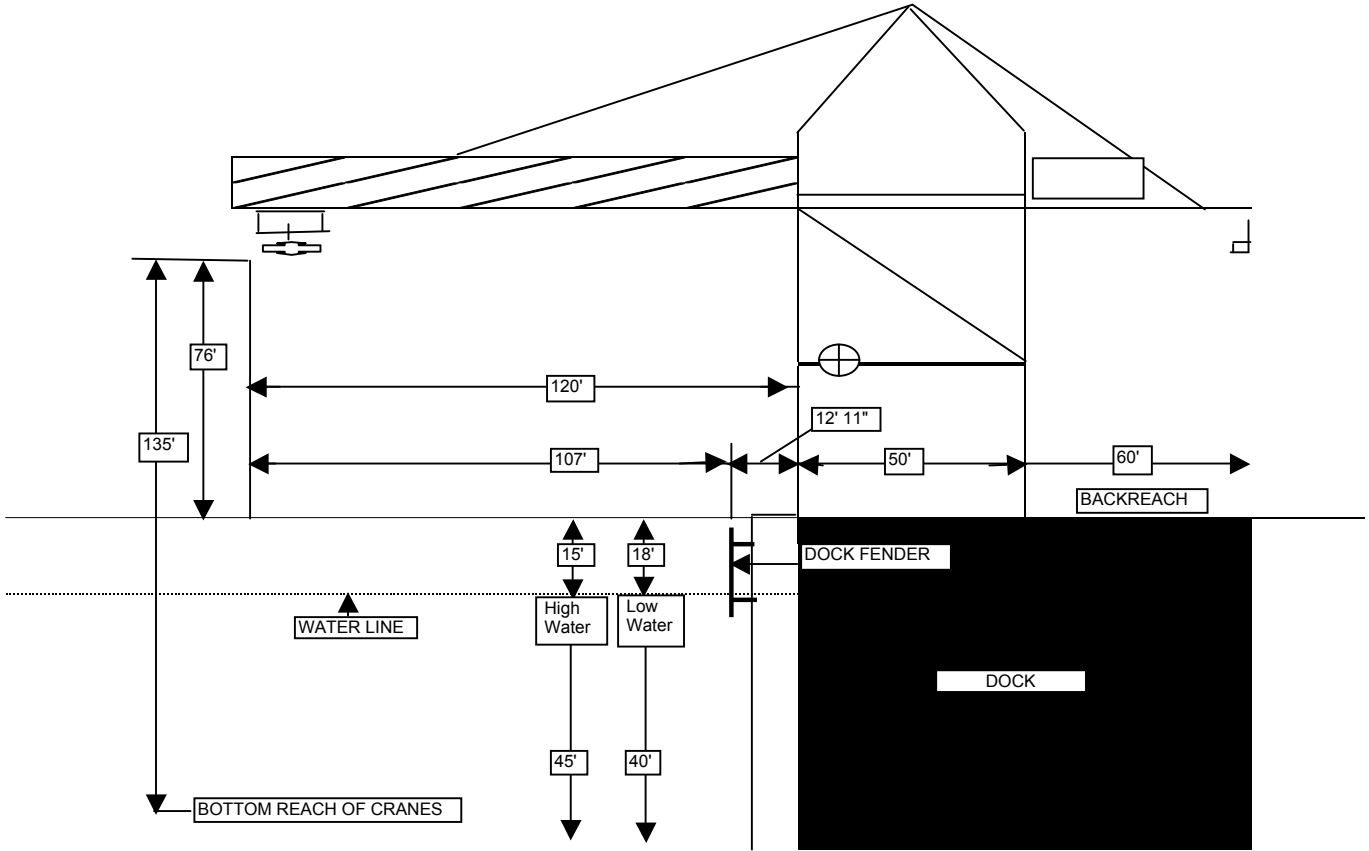 76'
120'
12' 11"
135'
107'
50'
60'
BACKREACH
15'
18'
DOCK FENDER
High
Water
Low
Water
WATER LINE
DOCK
45'
40'
BOTTOM REACH OF CRANES